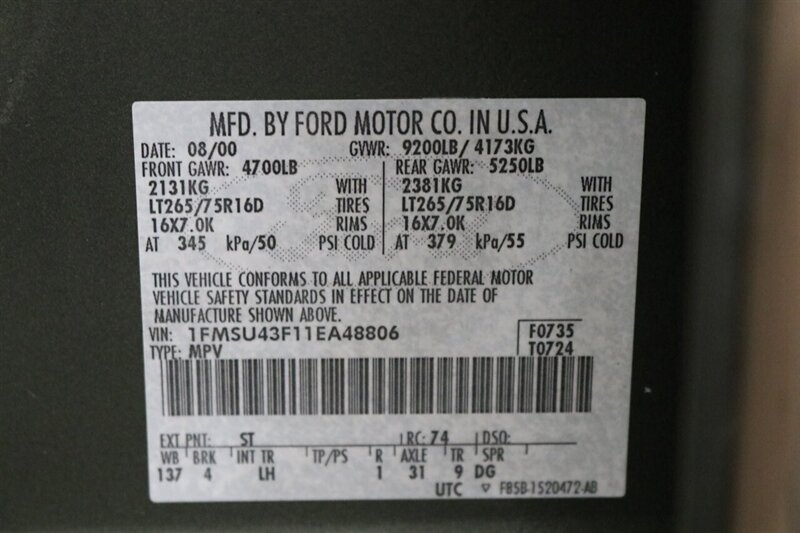 MFD. BY FORD MOTOR CO. IN U.S.A.
DATE: 08/00 GVWR: 9200LB/ 4173KG
FRONT GAWR: 4700LB REAR GAWR: 5250LB
2131KG WITH 2381KG WITH
LT265/75R16D TIRES LT265/75R16D TIRES
16X7.0K RIMS 16X7.0K RIMS
AT 345 kPa/50 PSI COLD AT 379 kPa/55 PSI COLD
THIS VEHICLE CONFORMS TO ALL APPLICABLE FEDERAL MOTOR
VEHICLE SAFETY STANDARDS IN EFFECT ON THE DATE OF
MANUFACTURE SHOWN ABOVE.
VIN: 1FMSU43F11EA48806 F0735
TYPE: MPV T0724
EXT PNT: ST RC: 74 DSO:
WB BRK INT TR TP/PS R AXLE TR SPR
137 4 LH 1 31 9 DG
UTC ▽ F85B-1520472-AB